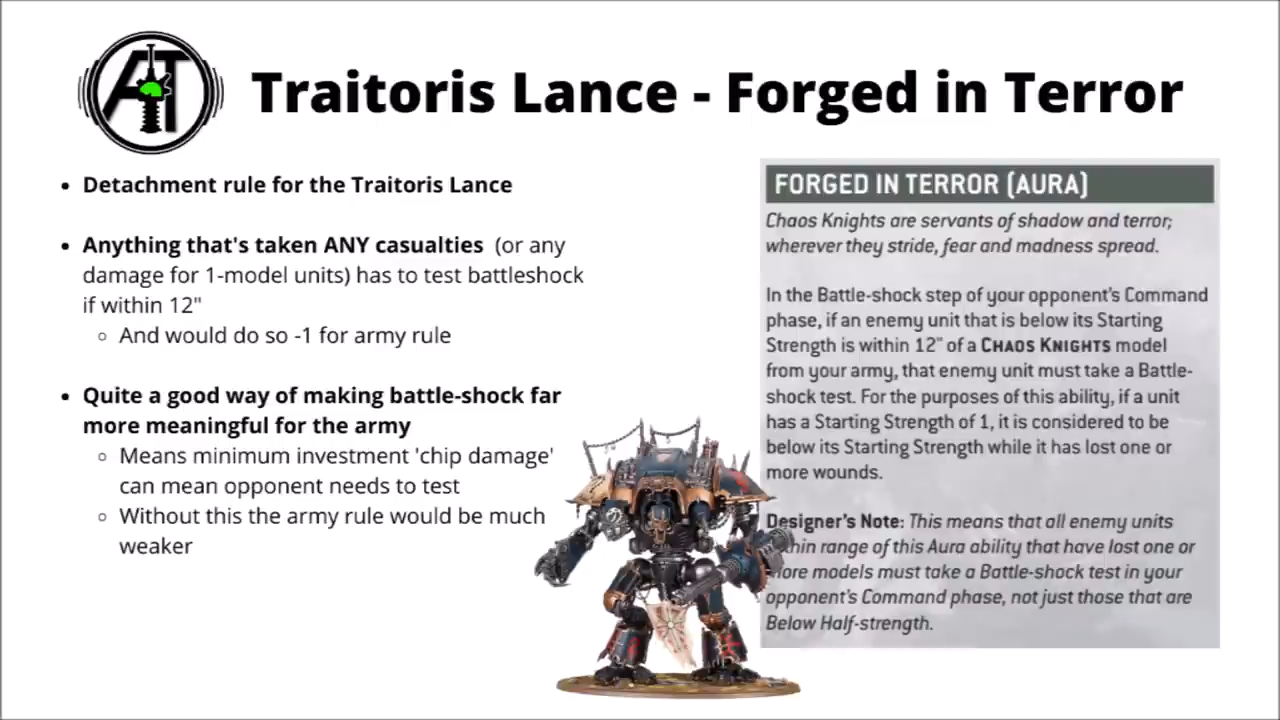 AT
Traitoris Lance - Forged in Terror
• Detachment rule for the Traitoris Lance
• Anything that's taken ANY casualties (or any
damage for 1-model units) has to test battleshock
if within 12"
○ And would do so -1 for army rule
• Quite a good way of making battle-shock far
more meaningful for the army
○ Means minimum investment 'chip damage'
can mean opponent needs to test
○ Without this the army rule would be much
weaker
FORGED IN TERROR (AURA)
Chaos Knights are servants of shadow and terror;
wherever they stride, fear and madness spread.
In the Battle-shock step of your opponent's Command
phase, if an enemy unit that is below its Starting
Strength is within 12" of a CHAOS KNIGHTS model
from your army, that enemy unit must take a Battle-
shock test. For the purposes of this ability, if a unit
has a Starting Strength of 1, it is considered to be
below its Starting Strength while it has lost one or
more wounds.
Designer's Note: This means that all enemy units
within range of this Aura ability that have lost one or
more models must take a Battle-shock test in your
opponent's Command phase, not just those that are
Below Half-strength.